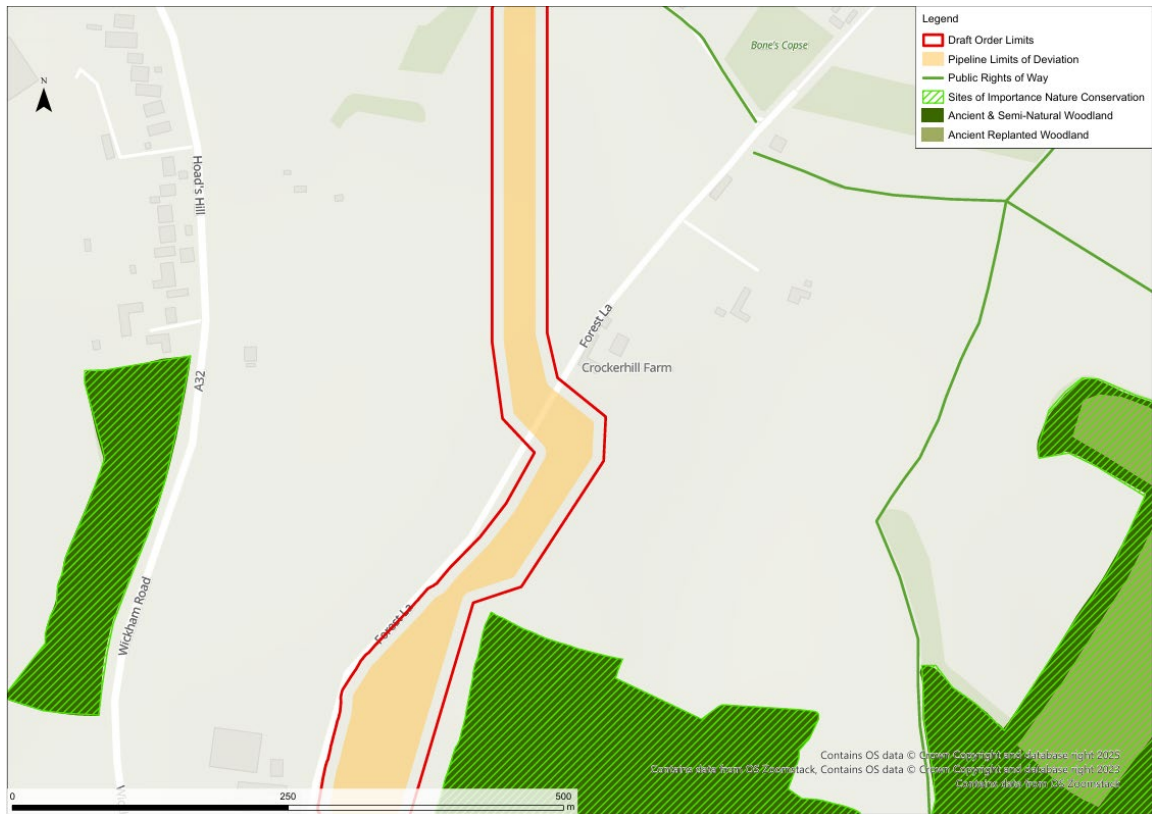 Legend
Draft Order Limits
Pipeline Limits of Deviation
Public Rights of Way
Sites of Importance Nature Conservation
Ancient & Semi-Natural Woodland
Ancient Replanted Woodland
Bone's Copse
N
Hoad's Hill
Forest La
Crockerhill Farm
A32
Wickham Road
Forest La
Contains OS data © Crown Copyright and database right 2025
Contains data from OS Zoomstack, Contains OS data © Crown Copyright and database right 2023
Contains data from OS Zoomstack
0 250 500
m